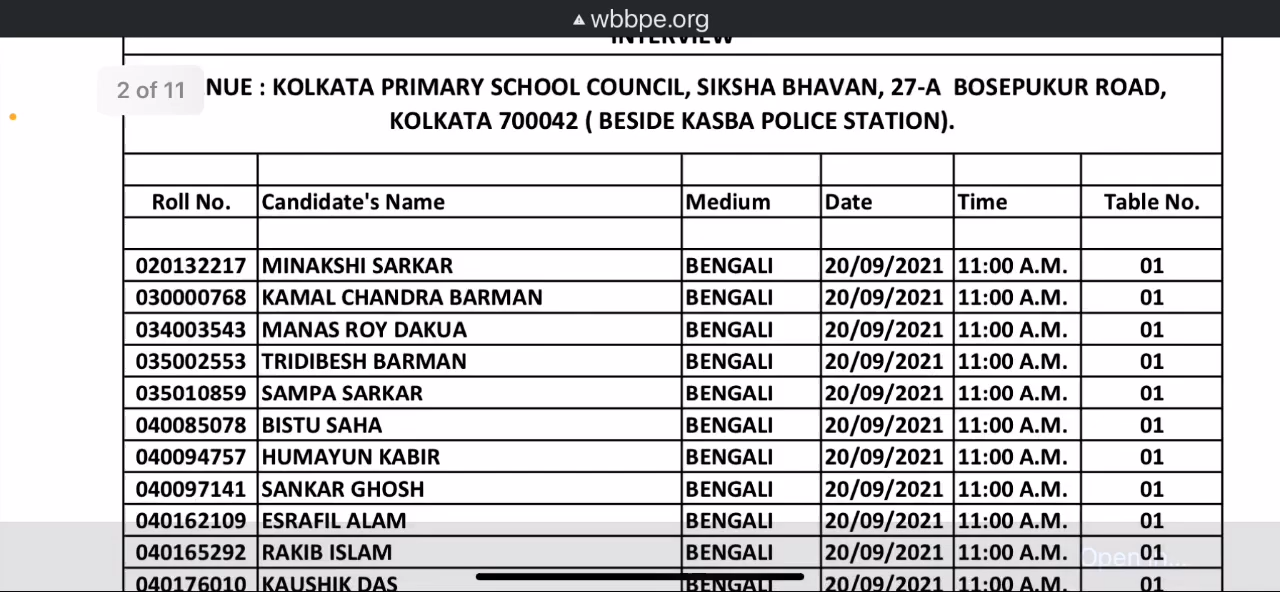 wbbpe.org
INTERVIEW
2 of 11
NUE : KOLKATA PRIMARY SCHOOL COUNCIL, SIKSHA BHAVAN, 27-A BOSEPUKUR ROAD,
KOLKATA 700042 ( BESIDE KASBA POLICE STATION).
Roll No. Candidate's Name Medium Date Time Table No.
020132217 MINAKSHI SARKAR BENGALI 20/09/2021 11:00 A.M. 01
030000768 KAMAL CHANDRA BARMAN BENGALI 20/09/2021 11:00 A.M. 01
034003543 MANAS ROY DAKUA BENGALI 20/09/2021 11:00 A.M. 01
035002553 TRIDIBESH BARMAN BENGALI 20/09/2021 11:00 A.M. 01
035010859 SAMPA SARKAR BENGALI 20/09/2021 11:00 A.M. 01
040085078 BISTU SAHA BENGALI 20/09/2021 11:00 A.M. 01
040094757 HUMAYUN KABIR BENGALI 20/09/2021 11:00 A.M. 01
040097141 SANKAR GHOSH BENGALI 20/09/2021 11:00 A.M. 01
040162109 ESRAFIL ALAM BENGALI 20/09/2021 11:00 A.M. 01
040165292 RAKIB ISLAM BENGALI 20/09/2021 11:00 A.M. 01
Open in...
040176010 KAUSHIK DAS BENGALI 20/09/2021 11:00 A.M. 01